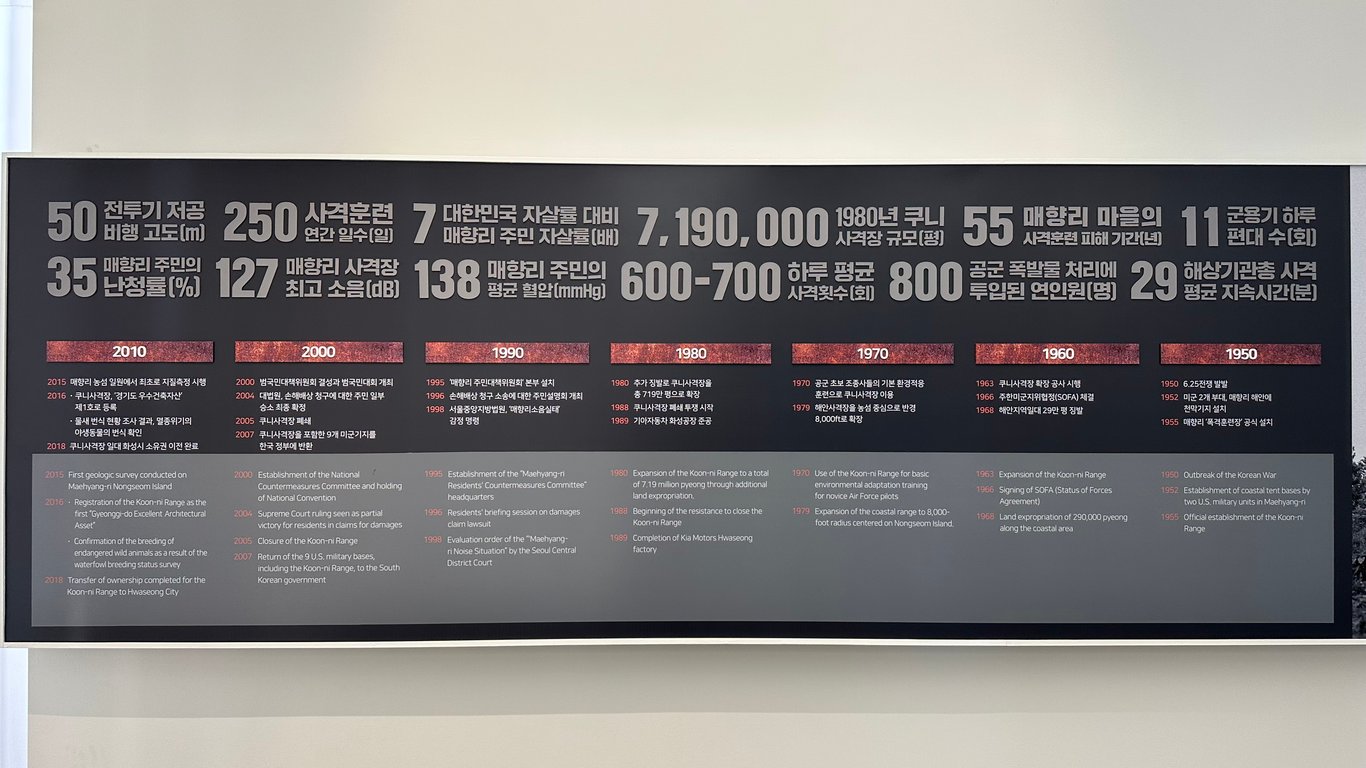 50 전투기 저공
비행 고도(m)
250 사격훈련
연간 일수(일)
7 대한민국 자살률 대비
매향리 주민 자살률(배)
7,190,000 1980년 쿠니
사격장 규모(평)
55 매향리 마을의
사격훈련 피해 기간(년)
11 군용기 하루
편대 수(회)
35 매향리 주민의
난청률(%)
127 매향리 사격장
최고 소음(dB)
138 매향리 주민의
평균 혈압(mmHg)
600-700 하루 평균
사격횟수(회)
800 공군 폭발물 처리에
투입된 연인원(명)
29 해상기관총 사격
평균 지속시간(분)
2010
2015 매향리 농섬 일원에서 최초로 지질측정 시행
2016 · 쿠니사격장, '경기도 우수건축자산'
제1호로 등록
· 물새 번식 현황 조사 결과, 멸종위기의
야생동물의 번식 확인
2018 쿠니사격장 일대 화성시 소유권 이전 완료
2015 First geologic survey conducted on
Maehyang-ri Nongseom Island
2016 · Registration of the Koon-ni Range as the
first "Gyeonggi-do Excellent Architectural
Asset"
· Confirmation of the breeding of
endangered wild animals as a result of the
waterfowl breeding status survey
2018 Transfer of ownership completed for the
Koon-ni Range to Hwaseong City
2000
2000 범국민대책위원회 결성과 범국민대회 개최
2004 대법원, 손해배상 청구에 대한 주민 일부
승소 최종 확정
2005 쿠니사격장 폐쇄
2007 쿠니사격장을 포함한 9개 미군기지를
한국 정부에 반환
2000 Establishment of the National
Countermeasures Committee and holding
of National Convention
2004 Supreme Court ruling seen as partial
victory for residents in claims for damages
2005 Closure of the Koon-ni Range
2007 Return of the 9 U.S. military bases,
including the Koon-ni Range, to the South
Korean government
1990
1995 '매향리 주민대책위원회' 본부 설치
1996 손해배상 청구 소송에 대한 주민설명회 개최
1998 서울중앙지방법원, '매향리소음실태'
감정 명령
1995 Establishment of the "Maehyang-ri
Residents' Countermeasures Committee"
headquarters
1996 Residents' briefing session on damages
claim lawsuit
1998 Evaluation order of the "'Maehyang-
ri Noise Situation" by the Seoul Central
District Court
1980
1980 추가 징발로 쿠니사격장을
총 719만 평으로 확장
1988 쿠니사격장 폐쇄 투쟁 시작
1989 기아자동차 화성공장 준공
1980 Expansion of the Koon-ni Range to a total
of 7.19 million pyeong through additional
land expropriation.
1988 Beginning of the resistance to close the
Koon-ni Range
1989 Completion of Kia Motors Hwaseong
factory
1970
1970 공군 초보 조종사들의 기본 환경적응
훈련으로 쿠니사격장 이용
1979 해안사격장을 농섬 중심으로 반경
8,000ft로 확장
1970 Use of the Koon-ni Range for basic
environmental adaptation training
for novice Air Force pilots
1979 Expansion of the coastal range to 8,000-
foot radius centered on Nongseom Island.
1960
1963 쿠니사격장 확장 공사 시행
1966 주한미군지위협정(SOFA) 체결
1968 해안지역일대 29만 평 징발
1963 Expansion of the Koon-ni Range
1966 Signing of SOFA (Status of Forces
Agreement)
1968 Land expropriation of 290,000 pyeong
along the coastal area
1950
1950 6.25전쟁 발발
1952 미군 2개 부대, 매향리 해안에
천막기지 설치
1955 매향리 '폭격훈련장' 공식 설치
1950 Outbreak of the Korean War
1952 Establishment of coastal tent bases by
two U.S. military units in Maehyang-ri
1955 Official establishment of the Koon-ni
Range